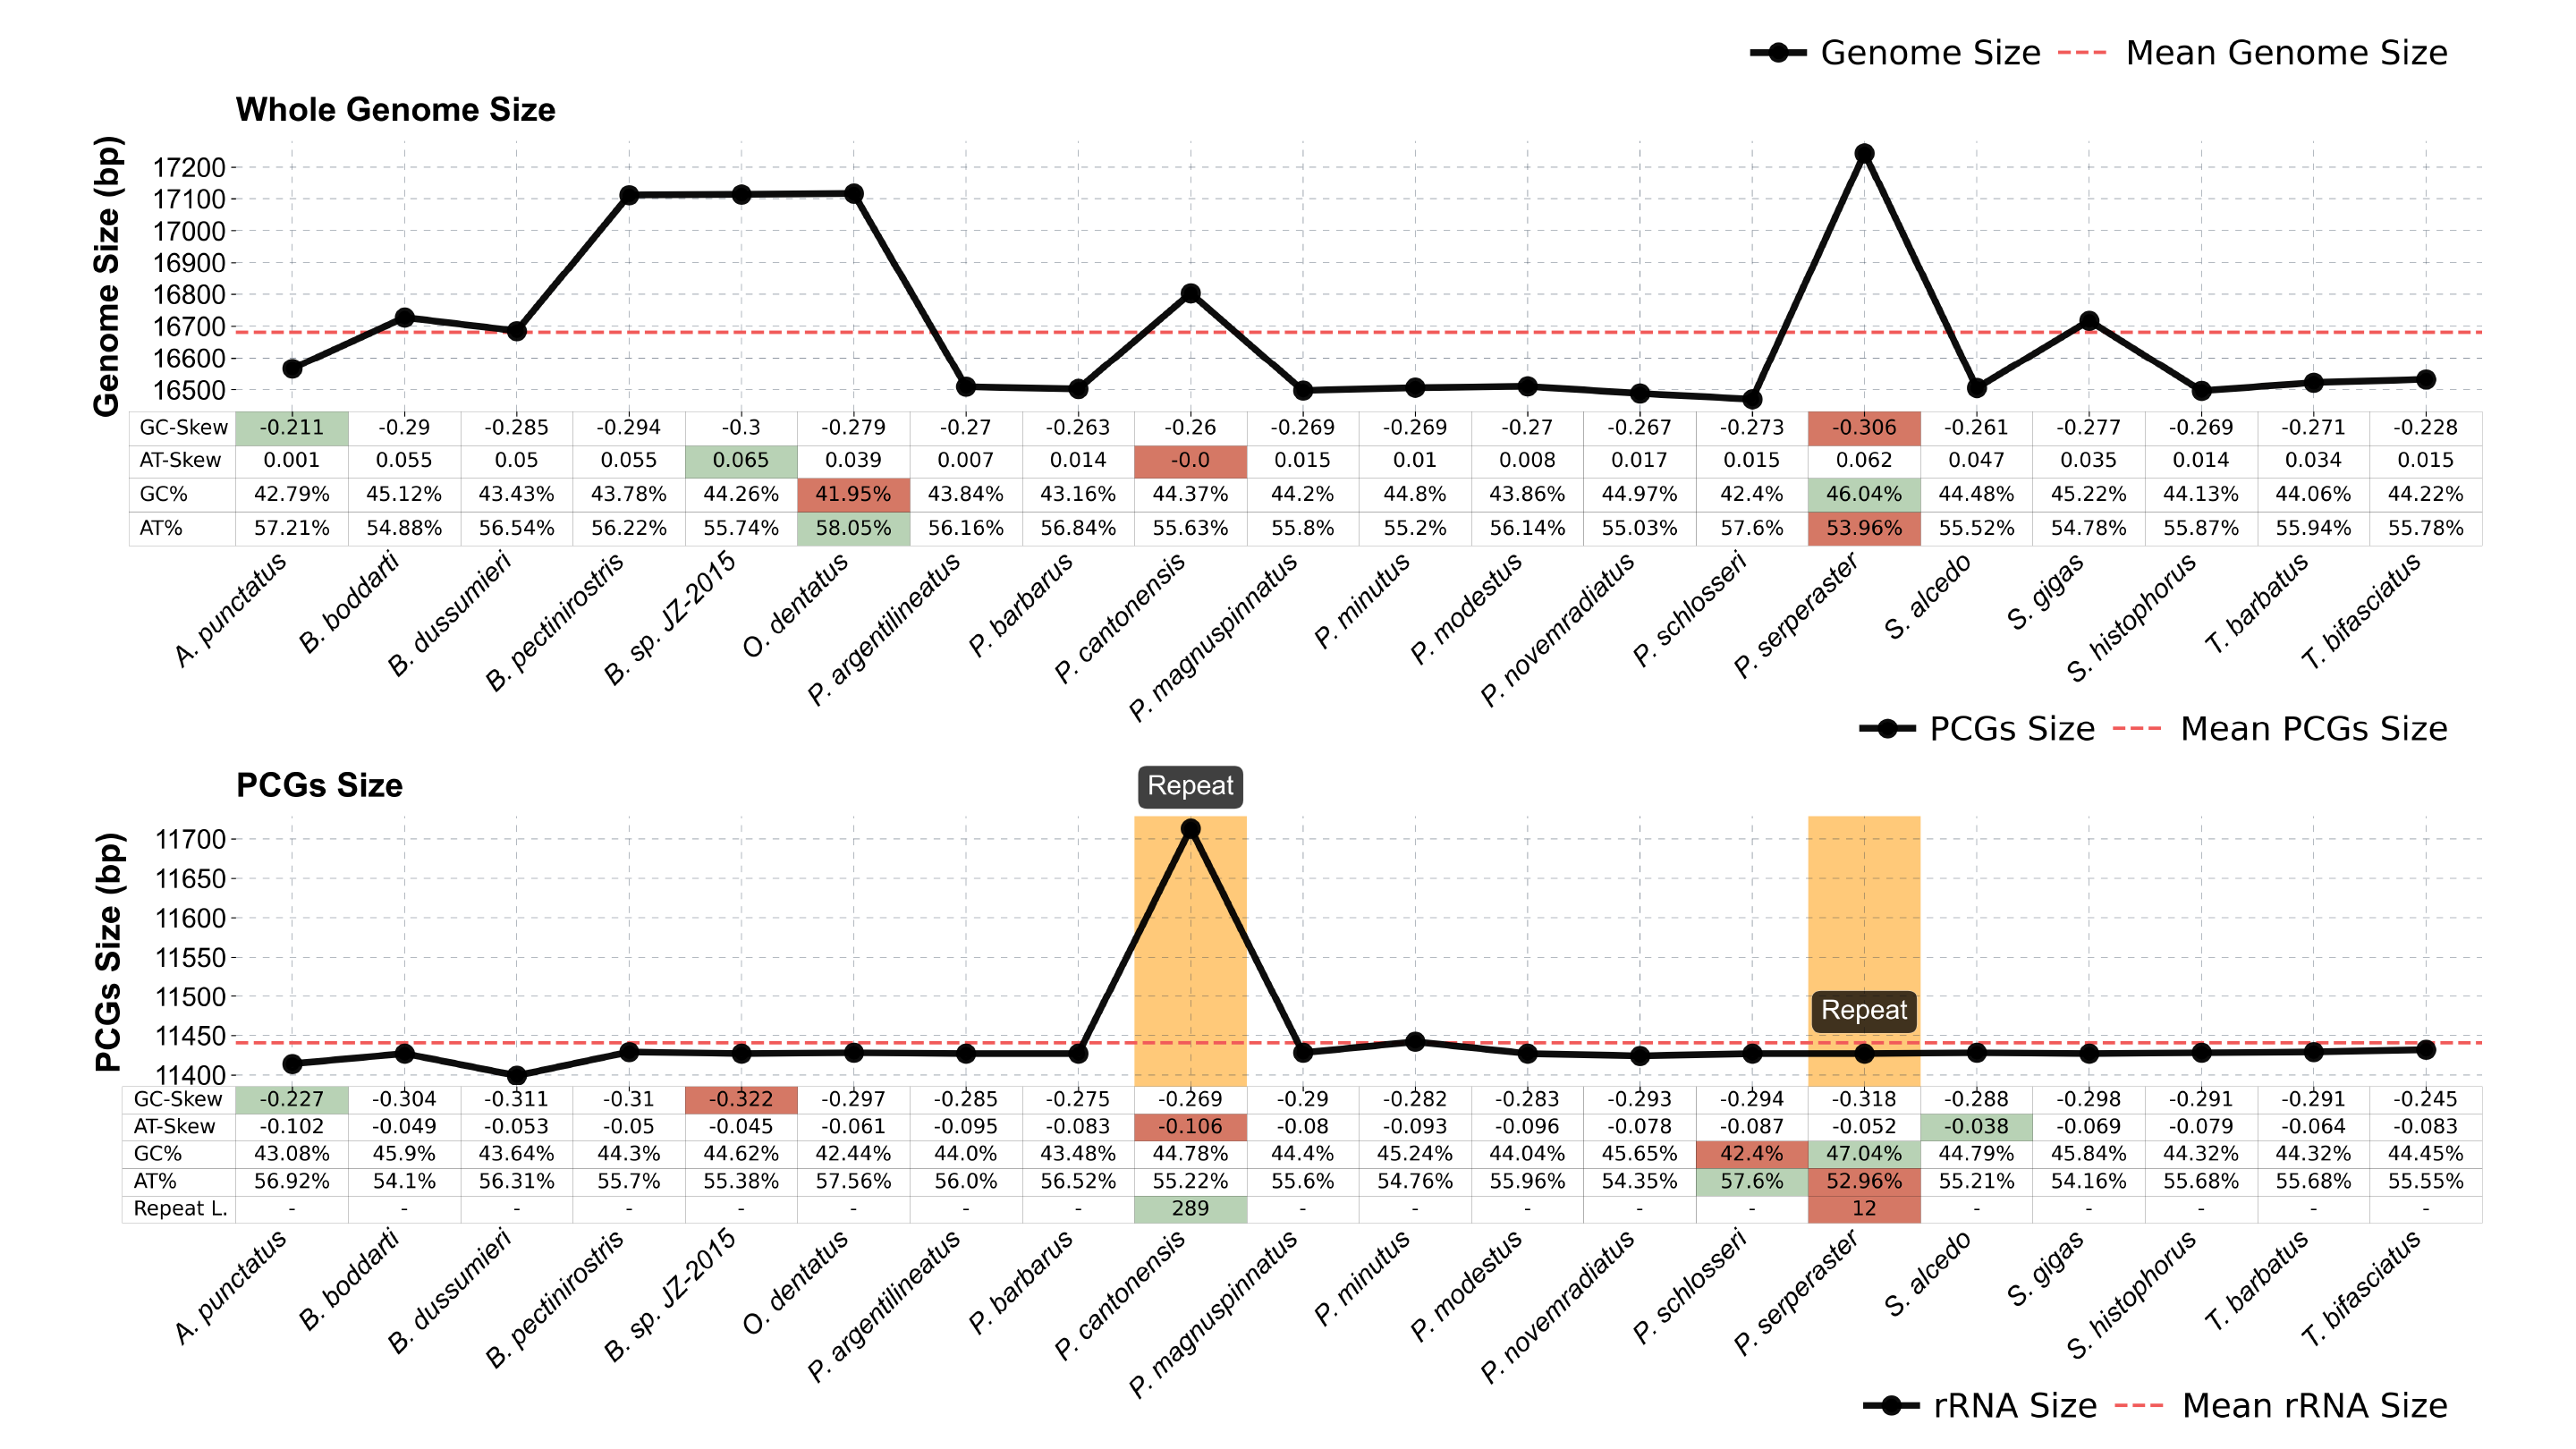 Genome Size Mean Genome Size
Whole Genome Size
Genome Size (bp)
17200
17100
17000
16900
16800
16700
16600
16500
GC-Skew -0.211 -0.29 -0.285 -0.294 -0.3 -0.279 -0.27 -0.263 -0.26 -0.269 -0.269 -0.27 -0.267 -0.273 -0.306 -0.261 -0.277 -0.269 -0.271 -0.228
AT-Skew 0.001 0.055 0.05 0.055 0.065 0.039 0.007 0.014 -0.0 0.015 0.01 0.008 0.017 0.015 0.062 0.047 0.035 0.014 0.034 0.015
GC% 42.79% 45.12% 43.43% 43.78% 44.26% 41.95% 43.84% 43.16% 44.37% 44.2% 44.8% 43.86% 44.97% 42.4% 46.04% 44.48% 45.22% 44.13% 44.06% 44.22%
AT% 57.21% 54.88% 56.54% 56.22% 55.74% 58.05% 56.16% 56.84% 55.63% 55.8% 55.2% 56.14% 55.03% 57.6% 53.96% 55.52% 54.78% 55.87% 55.94% 55.78%
A. punctatus B. boddarti B. dussumieri B. pectinirostris B. sp. JZ-2015 O. dentatus P. argentilineatus P. barbarus P. cantonensis P. magnuspinnatus P. minutus P. modestus P. novemradiatus P. schlosseri P. serperaster S. alcedo S. gigas S. histophorus T. barbatus T. bifasciatus
PCGs Size Mean PCGs Size
PCGs Size
Repeat
PCGs Size (bp)
11700
11650
11600
11550
11500
Repeat
11450
11400
GC-Skew -0.227 -0.304 -0.311 -0.31 -0.322 -0.297 -0.285 -0.275 -0.269 -0.29 -0.282 -0.283 -0.293 -0.294 -0.318 -0.288 -0.298 -0.291 -0.291 -0.245
AT-Skew -0.102 -0.049 -0.053 -0.05 -0.045 -0.061 -0.095 -0.083 -0.106 -0.08 -0.093 -0.096 -0.078 -0.087 -0.052 -0.038 -0.069 -0.079 -0.064 -0.083
GC% 43.08% 45.9% 43.64% 44.3% 44.62% 42.44% 44.0% 43.48% 44.78% 44.4% 45.24% 44.04% 45.65% 42.4% 47.04% 44.79% 45.84% 44.32% 44.32% 44.45%
AT% 56.92% 54.1% 56.31% 55.7% 55.38% 57.56% 56.0% 56.52% 55.22% 55.6% 54.76% 55.96% 54.35% 57.6% 52.96% 55.21% 54.16% 55.68% 55.68% 55.55%
Repeat L. - - - - - - - - 289 - - - - - 12 - - - - -
A. punctatus B. boddarti B. dussumieri B. pectinirostris B. sp. JZ-2015 O. dentatus P. argentilineatus P. barbarus P. cantonensis P. magnuspinnatus P. minutus P. modestus P. novemradiatus P. schlosseri P. serperaster S. alcedo S. gigas S. histophorus T. barbatus T. bifasciatus
rRNA Size Mean rRNA Size